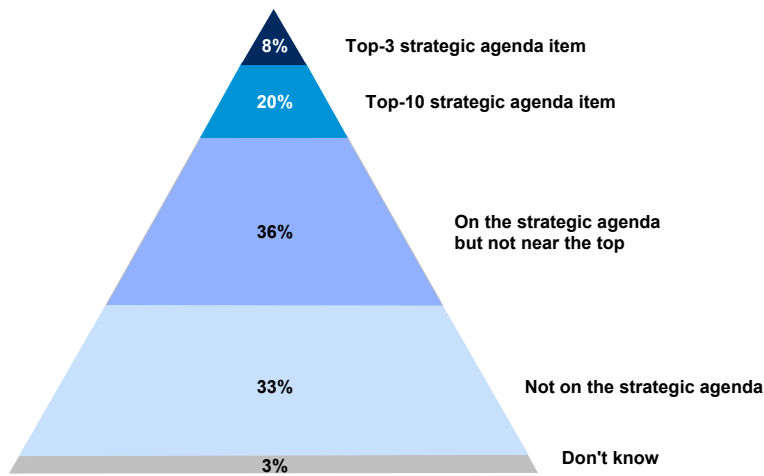 8%
Top-3 strategic agenda item
20%
Top-10 strategic agenda item
36%
On the strategic agenda
but not near the top
33%
Not on the strategic agenda
3%
Don't know